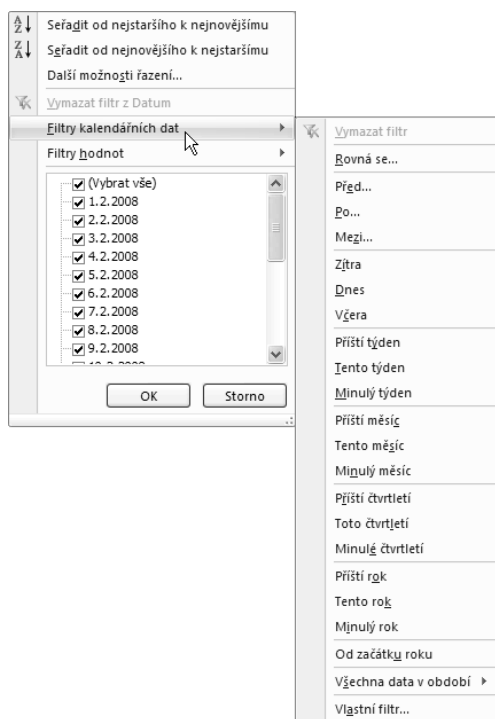 Seřadit od nejstaršího k nejnovějšímu
Seřadit od nejnovějšího k nejstaršímu
Další možnosti řazení...
Vymazat filtr z Datum
Filtry kalendářních dat
Filtry hodnot
(Vybrat vše)
1.2.2008
2.2.2008
3.2.2008
4.2.2008
5.2.2008
6.2.2008
7.2.2008
8.2.2008
9.2.2008
OK Storno
Vymazat filtr
Rovná se...
Před...
Po...
Mezi...
Zítra
Dnes
Včera
Příští týden
Tento týden
Minulý týden
Příští měsíc
Tento měsíc
Minulý měsíc
Příští čtvrtletí
Toto čtvrtletí
Minulé čtvrtletí
Příští rok
Tento rok
Minulý rok
Od začátku roku
Všechna data v období
Vlastní filtr...